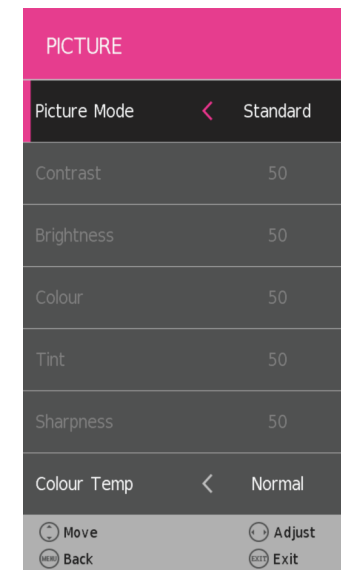 PICTURE
Picture Mode < Standard
Contrast 50
Brightness 50
Colour 50
Tint 50
Sharpness 50
Colour Temp < Normal
Move Adjust
MENU Back EXIT Exit